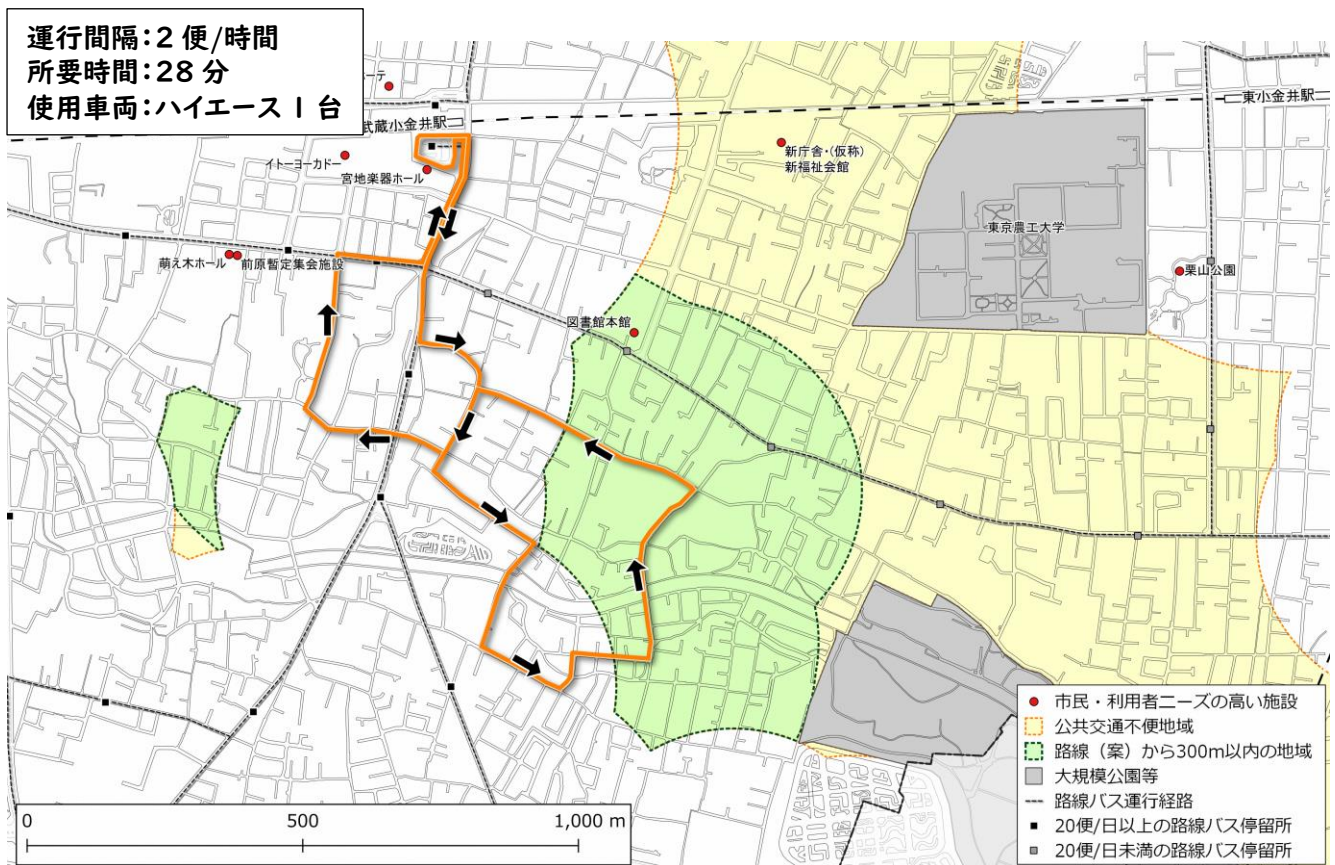 運行間隔:2便/時間
所要時間:28分
使用車両:ハイエース1台
ーテ
武蔵小金井駅
東小金井駅
イトーヨーカドー
宮地楽器ホール
新庁舎・(仮称)
新福祉会館
東京農工大学
萌え木ホール
前原暫定集会施設
栗山公園
図書館本館
市民・利用者ニーズの高い施設
公共交通不便地域
路線（案）から300m以内の地域
大規模公園等
路線バス運行経路
20便/日以上の路線バス停留所
20便/日未満の路線バス停留所
0 500 1,000 m